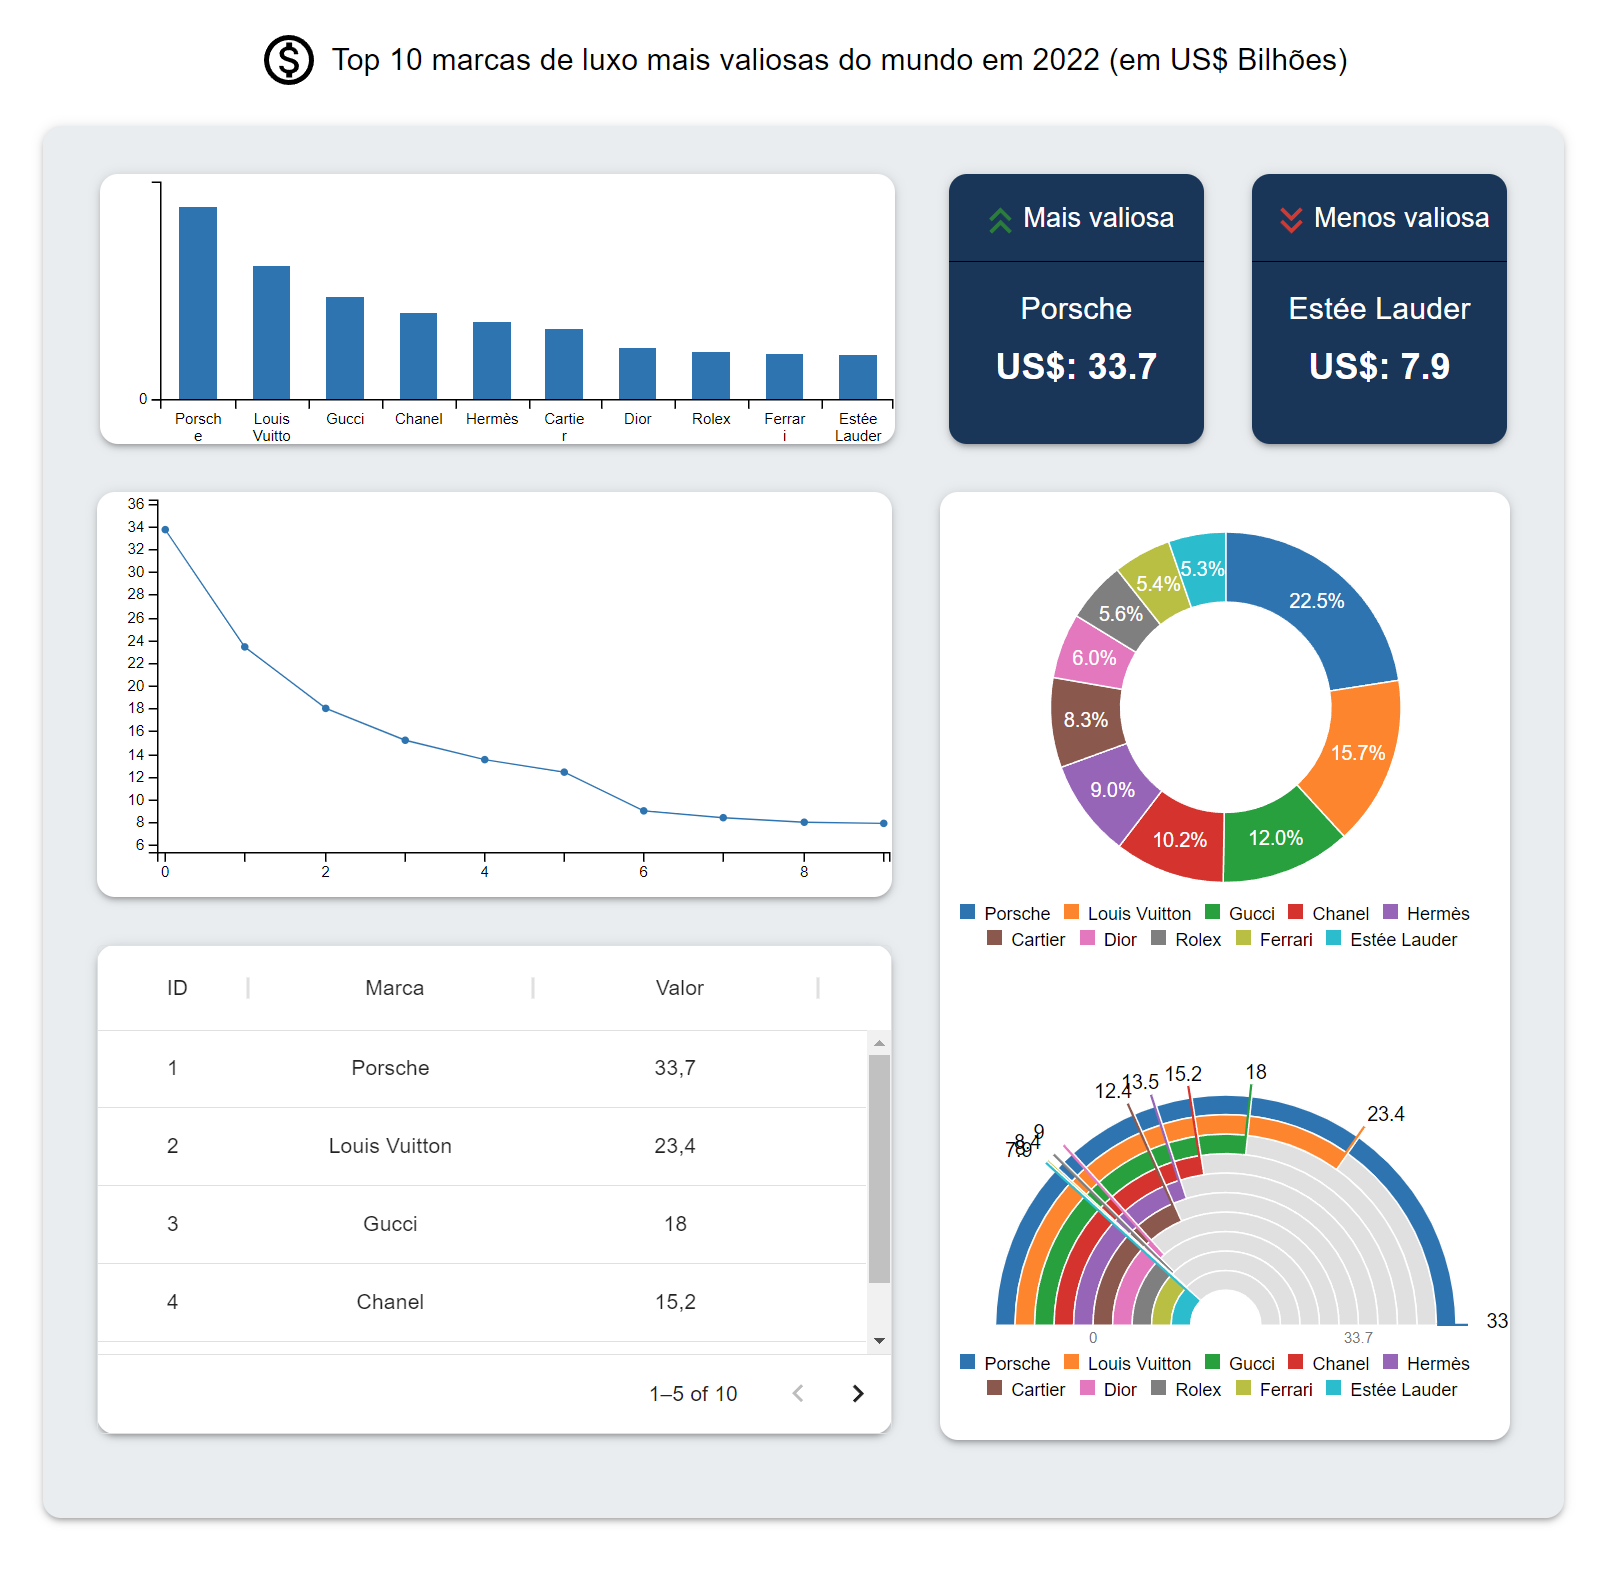 Top 10 marcas de luxo mais valiosas do mundo em 2022 (em US$ Bilhões)
0
Porsch
e
Louis
Vuitto
Gucci
Chanel
Hermès
Cartie
r
Dior
Rolex
Ferrar
i
Estée
Lauder
Mais valiosa
Porsche
US$: 33.7
Menos valiosa
Estée Lauder
US$: 7.9
36
34
32
30
28
26
24
22
20
18
16
14
12
10
8
6
0 2 4 6 8
22.5%
15.7%
12.0%
10.2%
9.0%
8.3%
6.0%
5.6%
5.4%
5.3%
Porsche Louis Vuitton Gucci Chanel Hermès
Cartier Dior Rolex Ferrari Estée Lauder
ID Marca Valor
1 Porsche 33,7
2 Louis Vuitton 23,4
3 Gucci 18
4 Chanel 15,2
1–5 of 10
7.9
8.4
9
12.4
13.5
15.2
18
23.4
33
0 33.7
Porsche Louis Vuitton Gucci Chanel Hermès
Cartier Dior Rolex Ferrari Estée Lauder